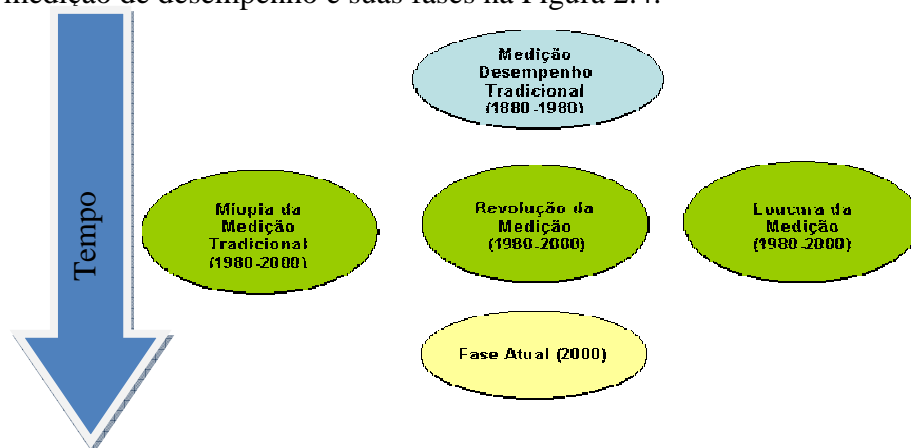 medição de desempenho e suas fases na Figura 2.4.
Medição
Desempenho
Tradicional
(1880-1980)
Tempo
Miopia da
Medição
Tradicional
(1980-2000)
Revolução da
Medição
(1980-2000)
Loucura da
Medição
(1980-2000)
Fase Atual (2000)